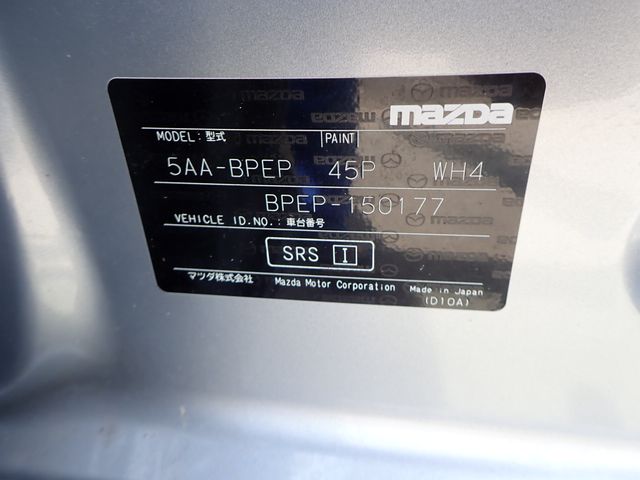 mazda
MODEL: 型式 PAINT
5AA-BPEP 45P WH4
BPEP-150177
VEHICLE ID.NO.: 車台番号
SRS I
マツダ株式会社 Mazda Motor Corporation Made in Japan
(D10A)